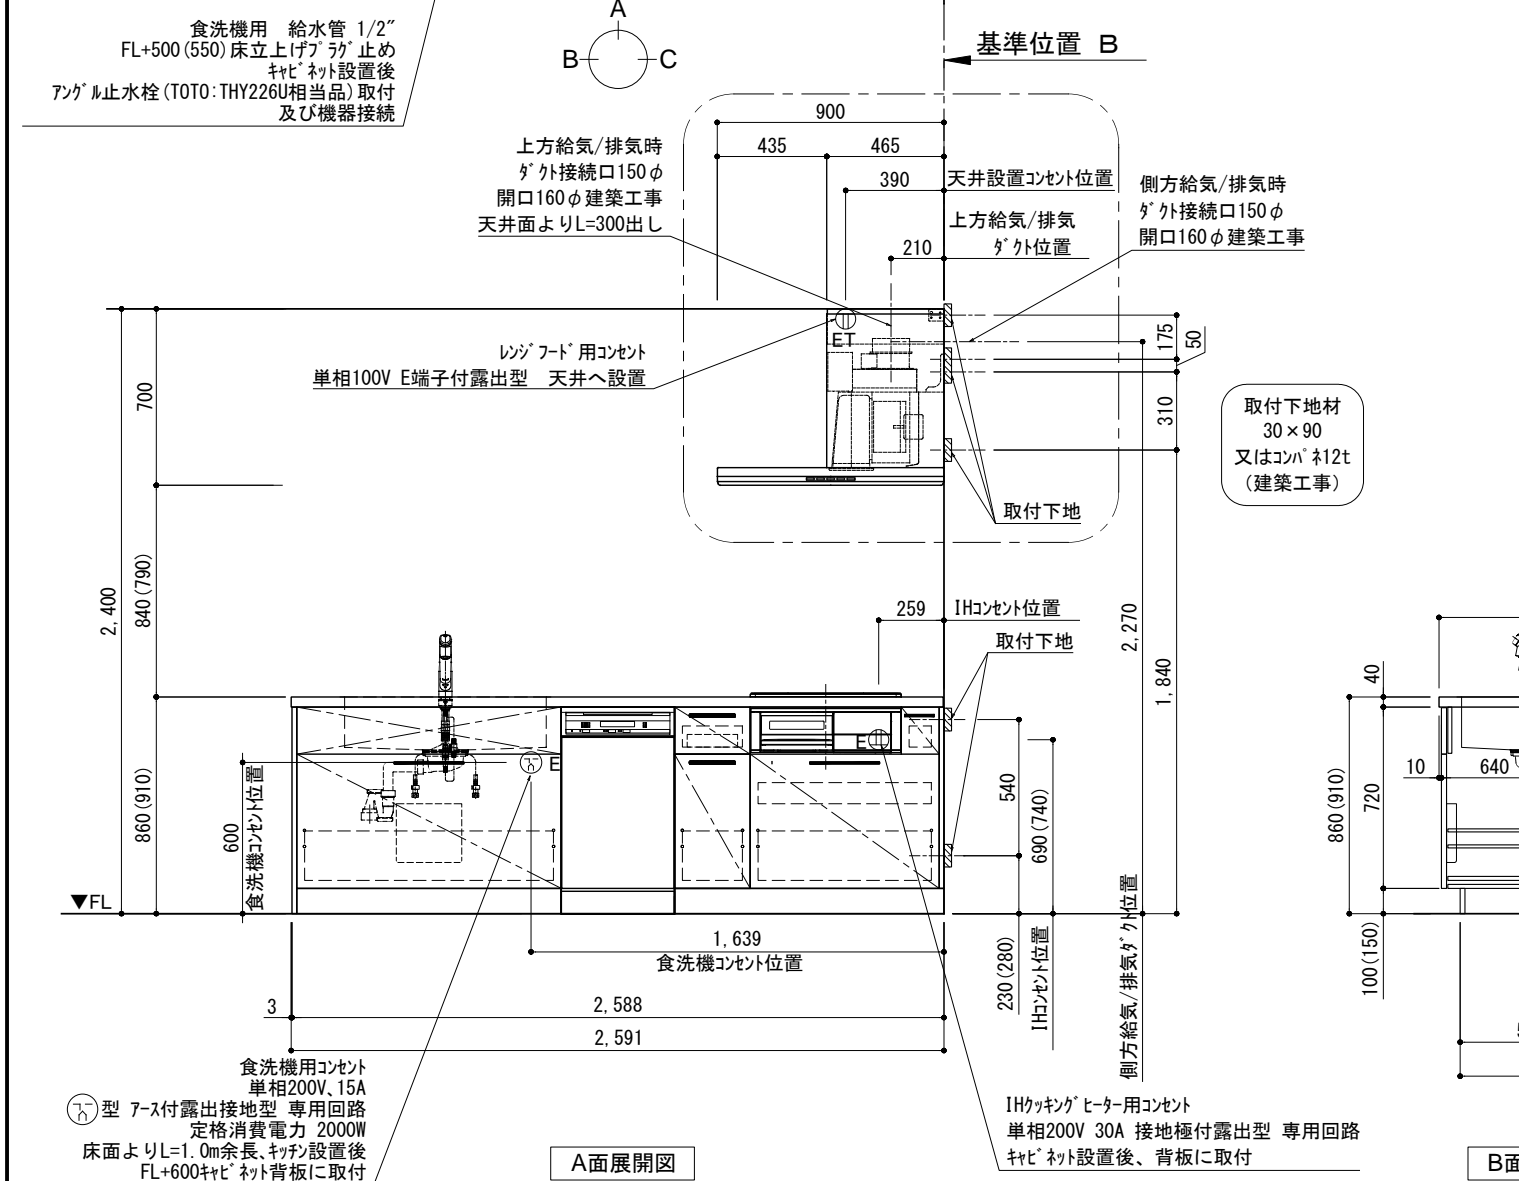 食洗機用　給水管 1/2″
FL+500(550)床立上げﾌﾟﾗｸﾞ止め
ｷｬﾋﾞﾈｯﾄ設置後
ｱﾝｸﾞﾙ止水栓(TOTO:THY226U相当品)取付
及び機器接続
A
B
C
基準位置 B
900
435
465
390
天井設置ｺﾝｾﾝﾄ位置
210
上方給気/排気
ﾀﾞｸﾄ位置
上方給気/排気時
ﾀﾞｸﾄ接続口150φ
開口160φ建築工事
天井面よりL=300出し
側方給気/排気時
ﾀﾞｸﾄ接続口150φ
開口160φ建築工事
ﾚﾝｼﾞﾌｰﾄﾞ用ｺﾝｾﾝﾄ
単相100V E端子付露出型　天井へ設置
ET
175
50
310
取付下地材
30×90
又はｺﾝﾊﾟﾈ12t
(建築工事)
取付下地
700
840(790)
2,400
860(910)
600
食洗機ｺﾝｾﾝﾄ位置
▼FL
259
IHｺﾝｾﾝﾄ位置
取付下地
E
E
540
690(740)
230(280)
IHｺﾝｾﾝﾄ位置
2,270
側方給気/排気ﾀﾞｸﾄ位置
1,840
1,639
食洗機ｺﾝｾﾝﾄ位置
3
2,588
2,591
食洗機用ｺﾝｾﾝﾄ
単相200V、15A
型 ｱｰｽ付露出接地型 専用回路
定格消費電力 2000W
床面よりL=1.0m余長､ｷｯﾁﾝ設置後
FL+600ｷｬﾋﾞﾈｯﾄ背板に取付
A面展開図
IHｸｯｷﾝｸﾞﾋｰﾀｰ用ｺﾝｾﾝﾄ
単相200V 30A 接地極付露出型 専用回路
ｷｬﾋﾞﾈｯﾄ設置後、背板に取付
40
10
640
720
860(910)
100(150)
B面